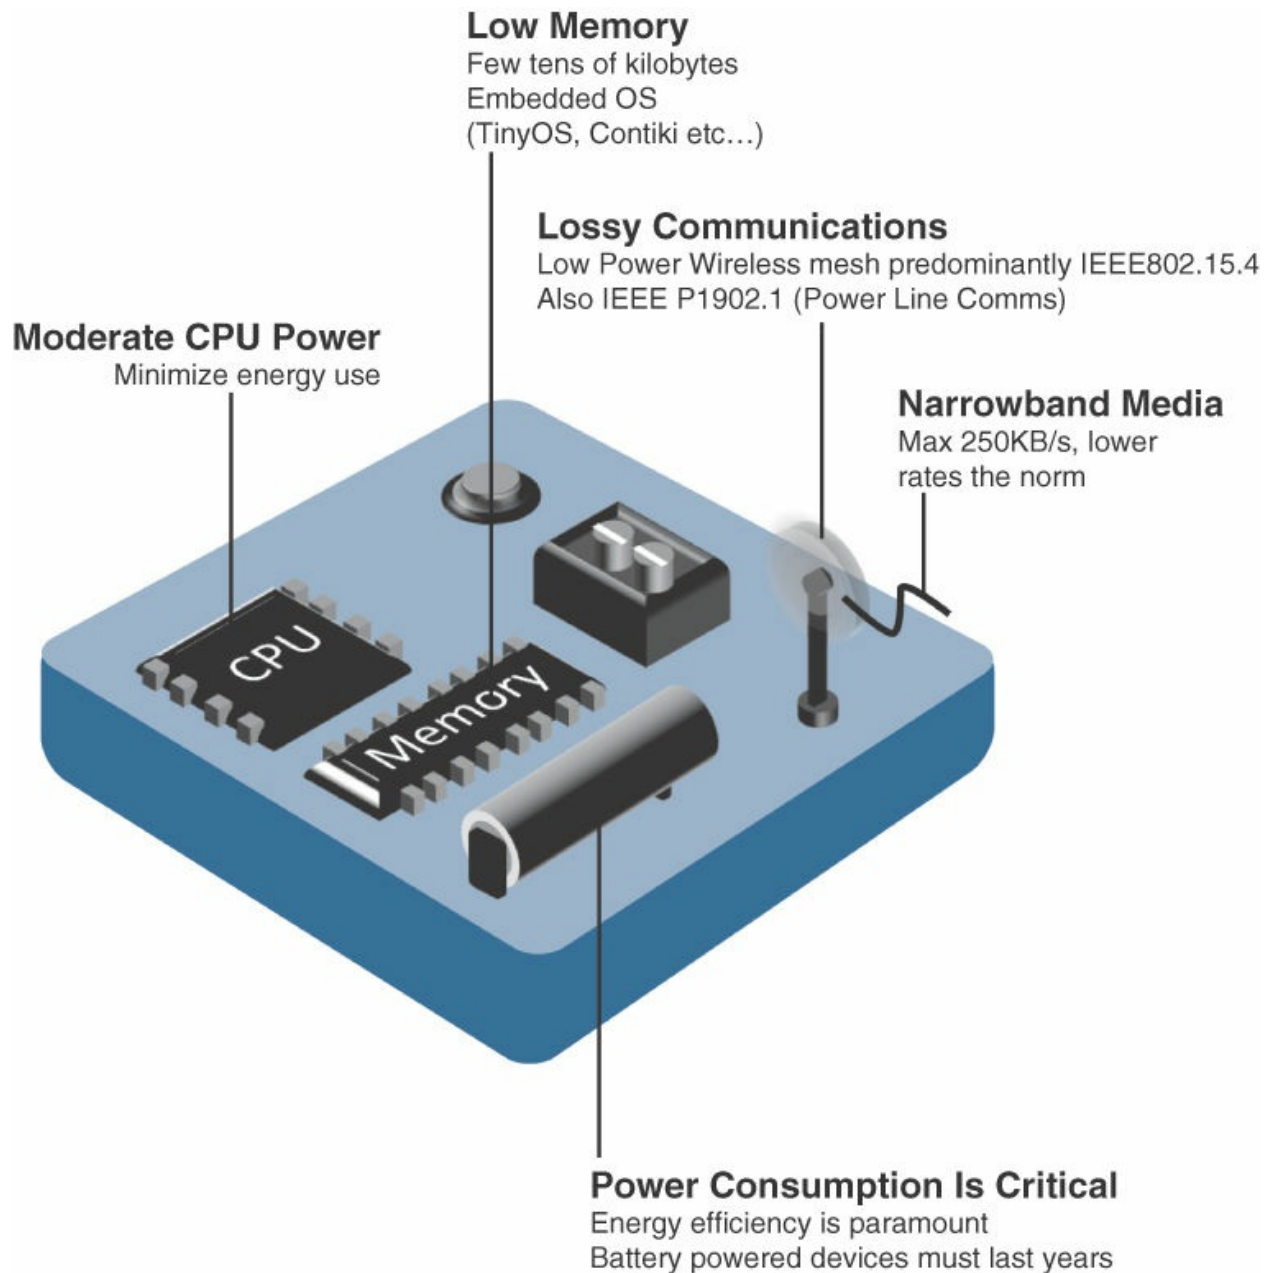 Low Memory
Few tens of kilobytes
Embedded OS
(TinyOS, Contiki etc…)
Lossy Communications
Low Power Wireless mesh predominantly IEEE802.15.4
Also IEEE P1902.1 (Power Line Comms)
Moderate CPU Power
Minimize energy use
Narrowband Media
Max 250KB/s, lower
rates the norm
CPU
Memory
Power Consumption Is Critical
Energy efficiency is paramount
Battery powered devices must last years